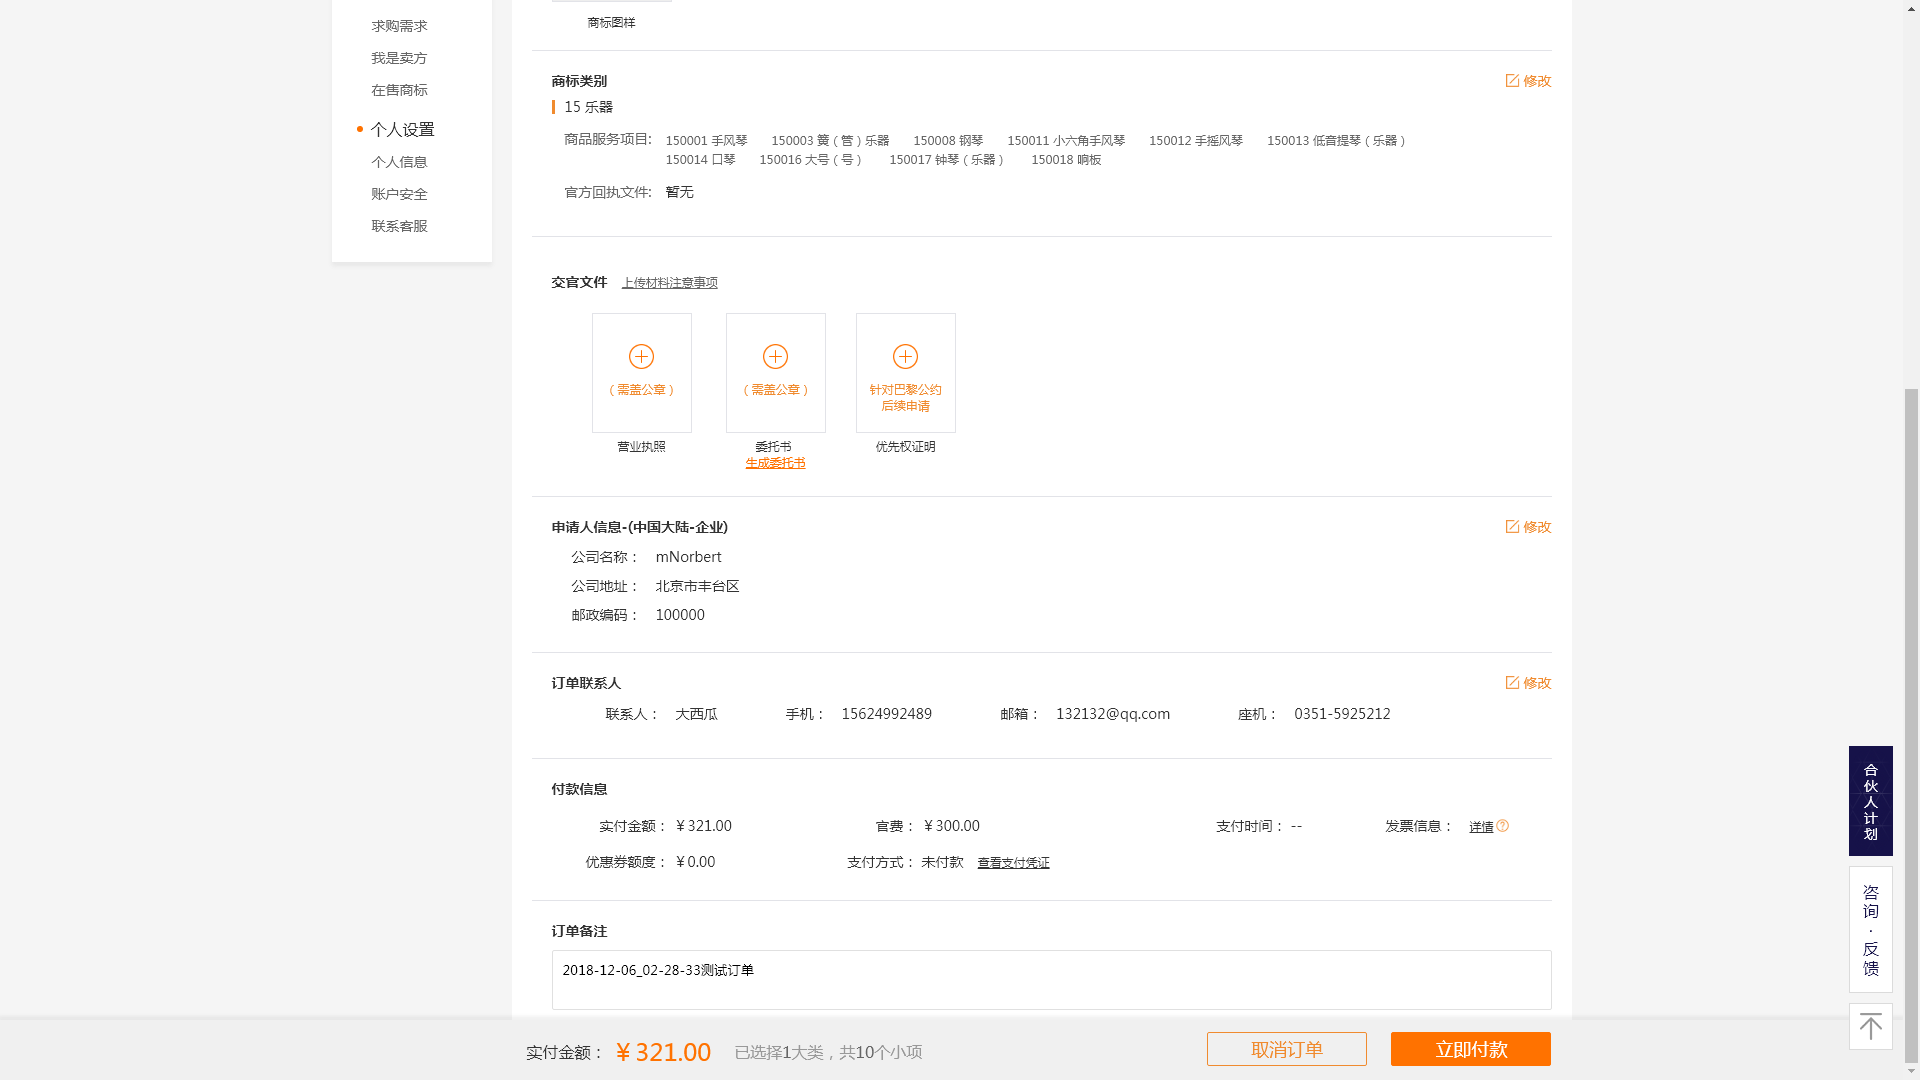 求购需求
我是卖方
在售商标
个人设置
个人信息
账户安全
联系客服
商标图样
商标类别
修改
15 乐器
商品服务项目:
150001 手风琴 150003 簧（管）乐器 150008 钢琴 150011 小六角手风琴 150012 手摇风琴 150013 低音提琴（乐器）
150014 口琴 150016 大号（号） 150017 钟琴（乐器） 150018 响板
官方回执文件: 暂无
交官文件 上传材料注意事项
（需盖公章）
营业执照
（需盖公章）
委托书
生成委托书
针对巴黎公约
后续申请
优先权证明
申请人信息-(中国大陆-企业)
修改
公司名称： mNorbert
公司地址： 北京市丰台区
邮政编码： 100000
订单联系人
修改
联系人： 大西瓜 手机： 15624992489 邮箱： 132132@qq.com 座机： 0351-5925212
付款信息
实付金额： ¥321.00 官费： ¥300.00 支付时间： -- 发票信息： 详情
优惠券额度： ¥0.00 支付方式： 未付款 查看支付凭证
订单备注
2018-12-06_02-28-33测试订单
实付金额： ¥321.00 已选择1大类，共10个小项 取消订单 立即付款
合伙人计划
咨询·反馈